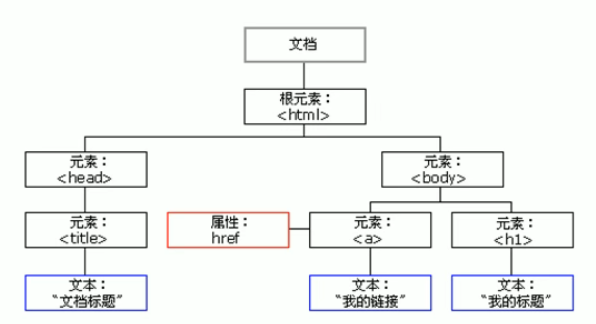 文档
根元素：
<html>
元素：
<head>
元素：
<body>
元素：
<title>
属性：
href
元素：
<a>
元素：
<h1>
文本：
“文档标题”
文本：
“我的链接”
文本：
“我的标题”